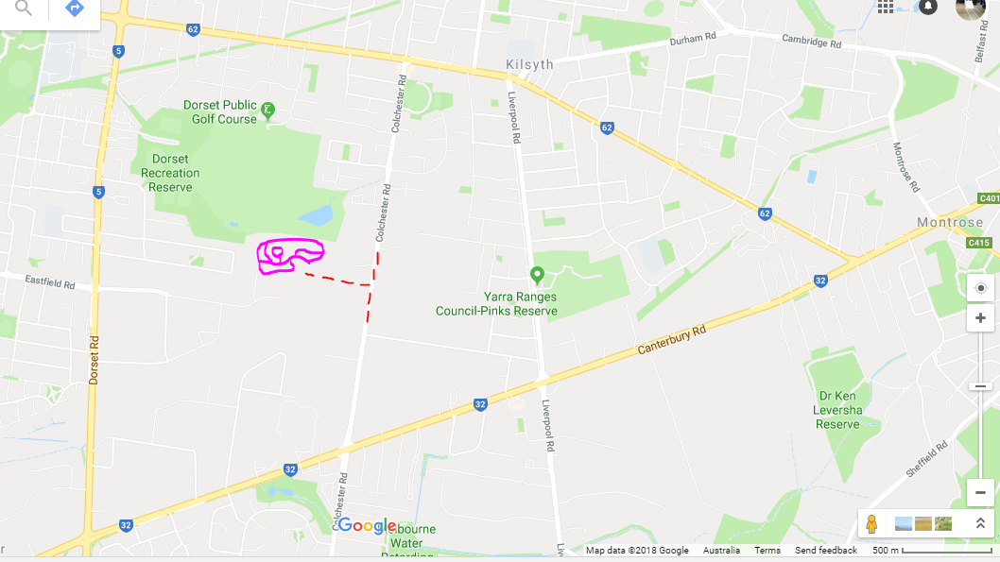 62
Durham Rd
Cambridge Rd
Belfast Rd
5
Kilsyth
Colchester Rd
Dorset Public
Golf Course
Liverpool Rd
62
Dorset
Recreation
Reserve
Montrose Rd
5
Colchester Rd
C401
62
Montrose
C415
Eastfield Rd
32
Yarra Ranges
Council-Pinks Reserve
Canterbury Rd
Dorset Rd
Dr Ken
Leversha
Reserve
32
Liverpool Rd
Sheffield Rd
32
Colchester Rd
32
Google
lbourne
Water
Map data ©2018 Google Australia Terms Send feedback 500 m